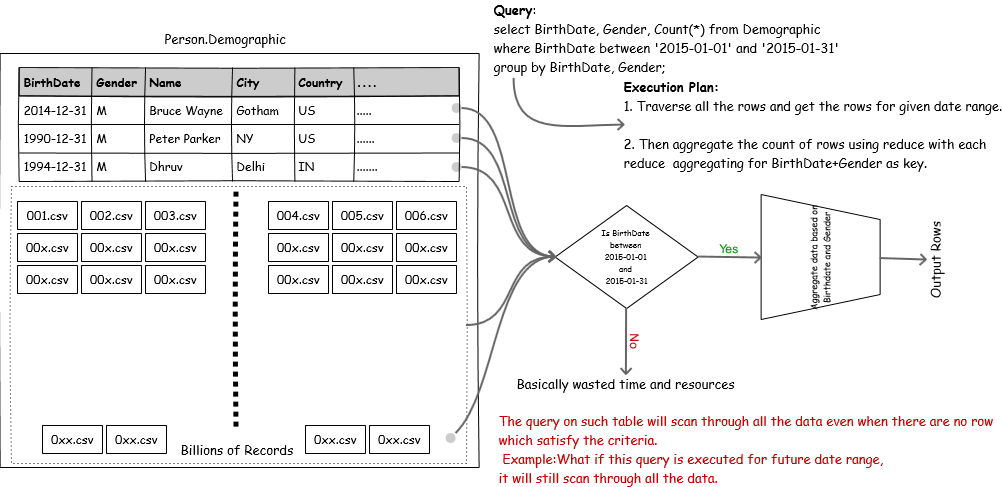 Query:
select BirthDate, Gender, Count(*) from Demographic
where BirthDate between '2015-01-01' and '2015-01-31'
group by BirthDate, Gender;
Person.Demographic
Execution Plan:
1. Traverse all the rows and get the rows for given date range.
2. Then aggregate the count of rows using reduce with each
reduce aggregating for BirthDate+Gender as key.
BirthDate Gender Name City Country ....
2014-12-31 M Bruce Wayne Gotham US .....
1990-12-31 M Peter Parker NY US ......
1994-12-31 M Dhruv Delhi IN .......
001.csv 002.csv 003.csv 004.csv 005.csv 006.csv
00x.csv 00x.csv 00x.csv 00x.csv 00x.csv 00x.csv
00x.csv 00x.csv 00x.csv 00x.csv 00x.csv 00x.csv
0xx.csv 0xx.csv 0xx.csv 0xx.csv
Billions of Records
Is BirthDate
between
2015-01-01
and
2015-01-31
Yes
No
Aggregate data based on
Birthdate and Gender
Output Rows
Basically wasted time and resources
The query on such table will scan through all the data even when there are no row
which satisfy the criteria.
Example:What if this query is executed for future date range,
it will still scan through all the data.